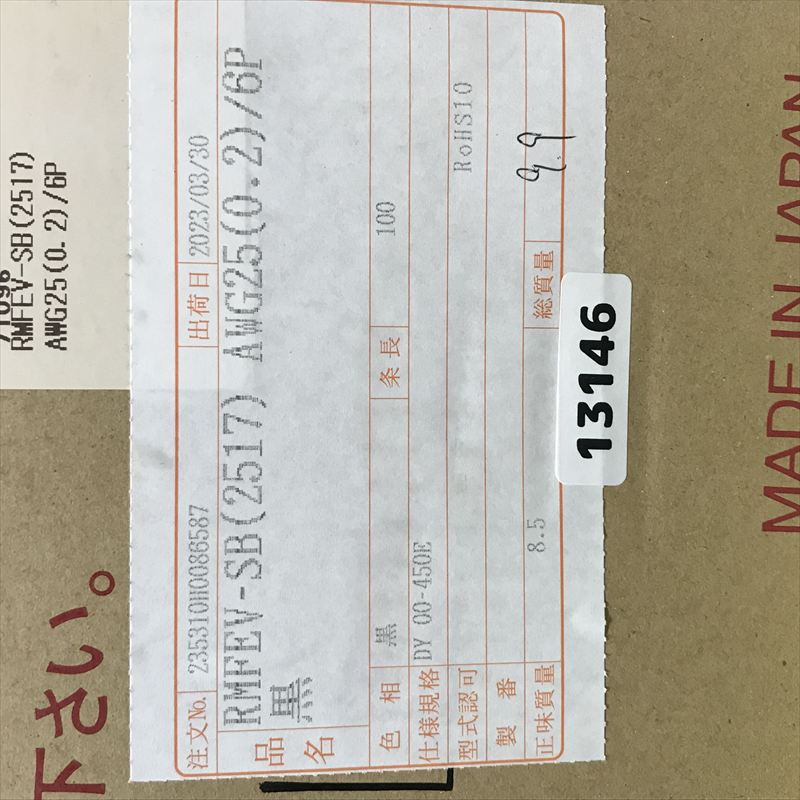 RMFEV-SB(2517)
AWG25(0.2)/6P
注文No. 235310H0086587 出荷日 2023/03/30
品名 RMFEV-SB(2517) AWG25(0.2)/6P
黒
色相 黒 条長 100
仕様規格 DY 00-450E
型式認可 RoHS10
製番
正味質量 8.5 総質量 9.9
13146
下さい。
MADE IN JAPAN